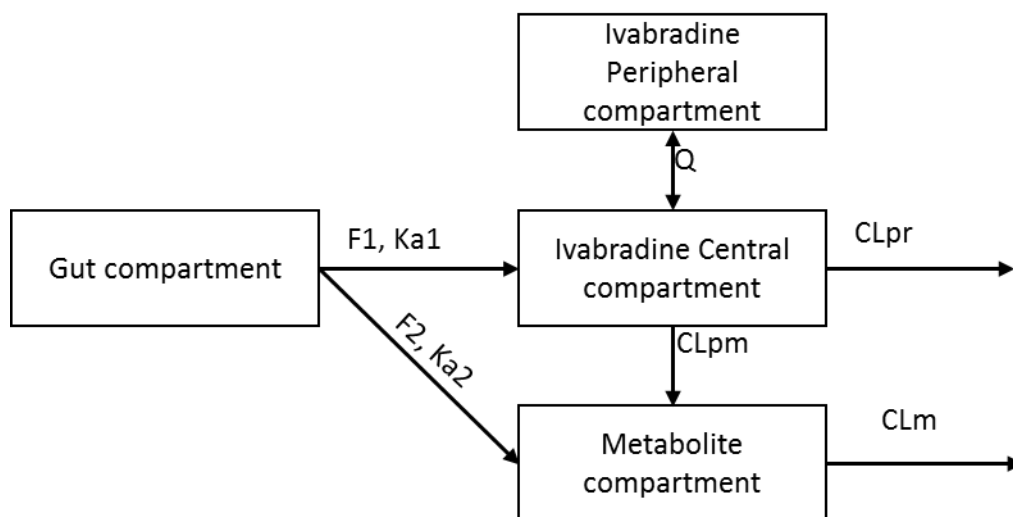 Ivabradine
Peripheral
compartment
Q
Gut compartment
F1, Ka1
Ivabradine Central
compartment
CLpr
F2, Ka2
CLpm
Metabolite
compartment
CLm